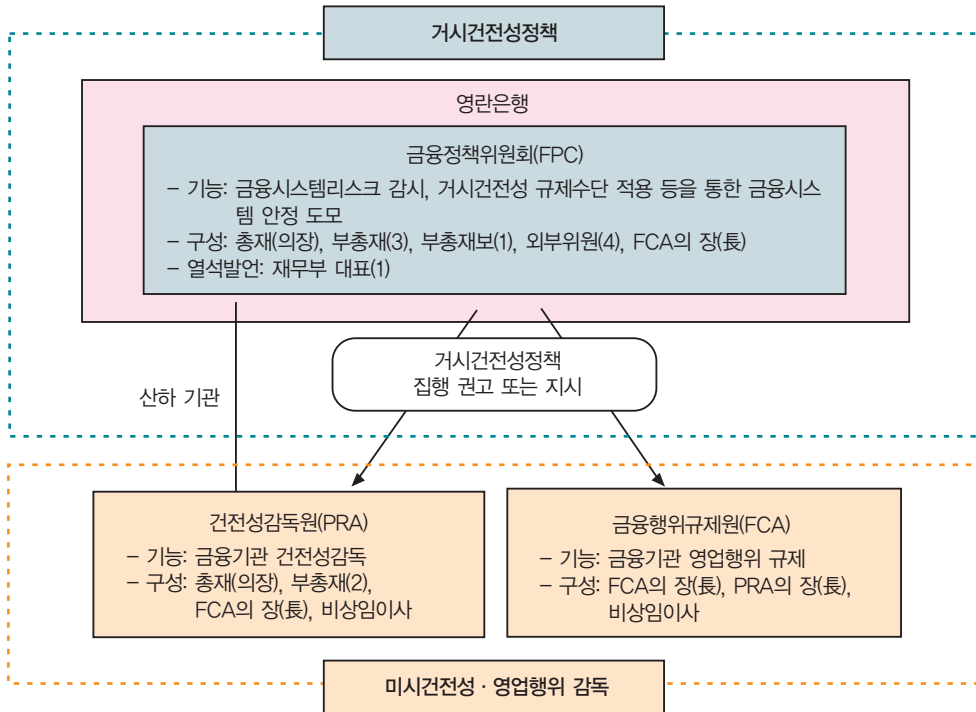 거시건전성정책
영란은행
금융정책위원회(FPC)
– 기능: 금융시스템리스크 감시, 거시건전성 규제수단 적용 등을 통한 금융시스
템 안정 도모
– 구성: 총재(의장), 부총재(3), 부총재보(1), 외부위원(4), FCA의 장(長)
– 열석발언: 재무부 대표(1)
거시건전성정책
집행 권고 또는 지시
산하 기관
건전성감독원(PRA)
– 기능: 금융기관 건전성감독
– 구성: 총재(의장), 부총재(2),
FCA의 장(長), 비상임이사
금융행위규제원(FCA)
– 기능: 금융기관 영업행위 규제
– 구성: FCA의 장(長), PRA의 장(長),
비상임이사
미시건전성 · 영업행위 감독